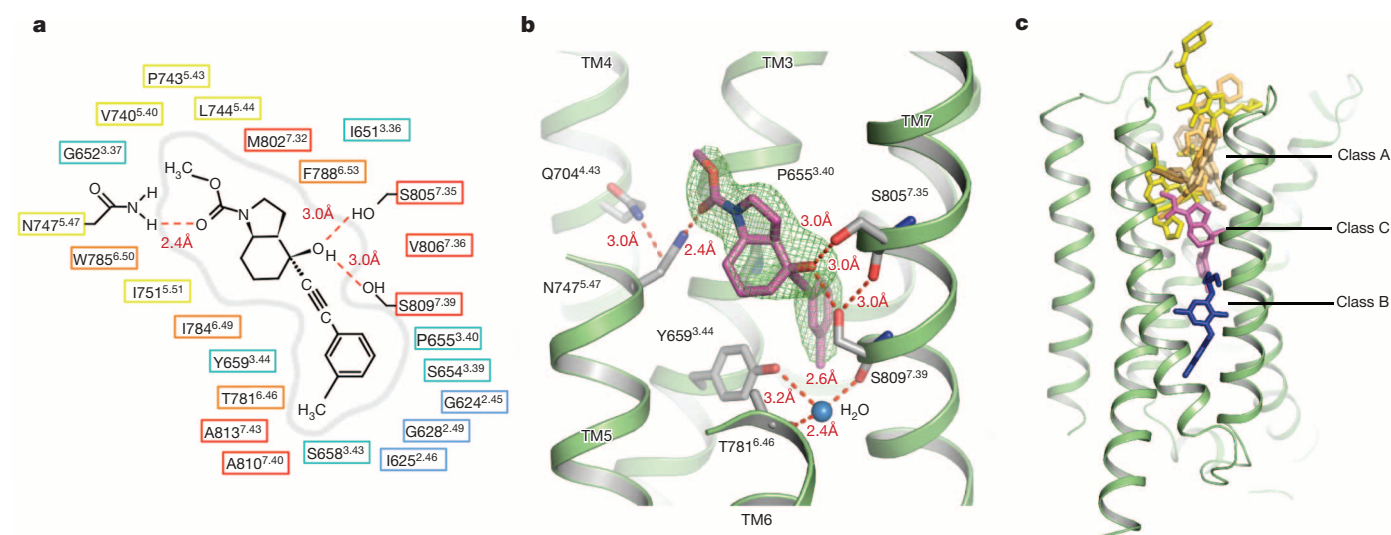 a
P743^5.43
V740^5.40
L744^5.44
G652^3.37
M802^7.32
I651^3.36
F788^6.53
H3C
O
O
H
N
H
O
N
3.0Å
HO
S805^7.35
N747^5.47
2.4Å
W785^6.50
C
O
H
3.0Å
V806^7.36
I751^5.51
C
OH
S809^7.39
I784^6.49
C
P655^3.40
Y659^3.44
S654^3.39
T781^6.46
H3C
G624^2.45
A813^7.43
G628^2.49
A810^7.40
S658^3.43
I625^2.46
b
TM4
TM3
TM7
Q704^4.43
P655^3.40
S805^7.35
3.0Å
3.0Å
2.4Å
3.0Å
N747^5.47
3.0Å
Y659^3.44
2.6Å
S809^7.39
3.2Å
H2O
TM5
2.4Å
T781^6.46
TM6
c
Class A
Class C
Class B